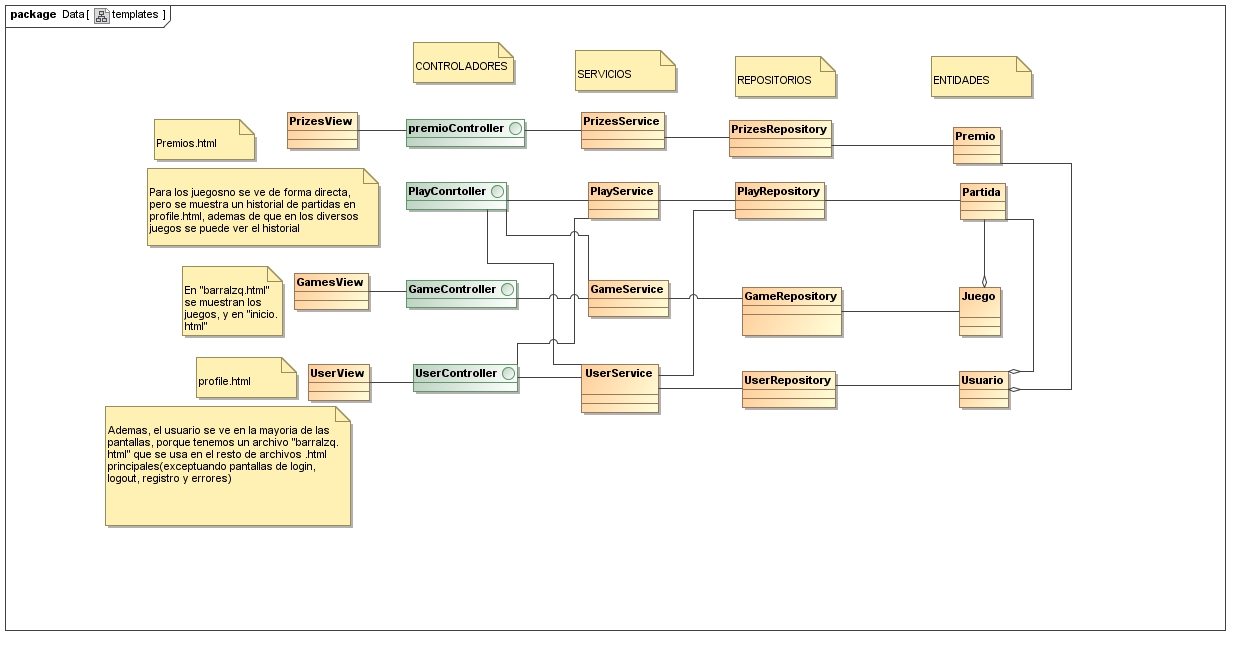 package Data [ templates ]
CONTROLADORES
SERVICIOS
REPOSITORIOS
ENTIDADES
Premios.html
PrizesView
premioController
PrizesService
PrizesRepository
Premio
Para los juegosno se ve de forma directa,
pero se muestra un historial de partidas en
profile.html, ademas de que en los diversos
juegos se puede ver el historial
PlayConrtoller
PlayService
PlayRepository
Partida
En "barraIzq.html"
se muestran los
juegos, y en "inicio.
html"
GamesView
GameController
GameService
GameRepository
Juego
profile.html
UserView
UserController
UserService
UserRepository
Usuario
Ademas, el usuario se ve en la mayoria de las
pantallas, porque tenemos un archivo "barraIzq.
html" que se usa en el resto de archivos .html
principales(exceptuando pantallas de login,
logout, registro y errores)